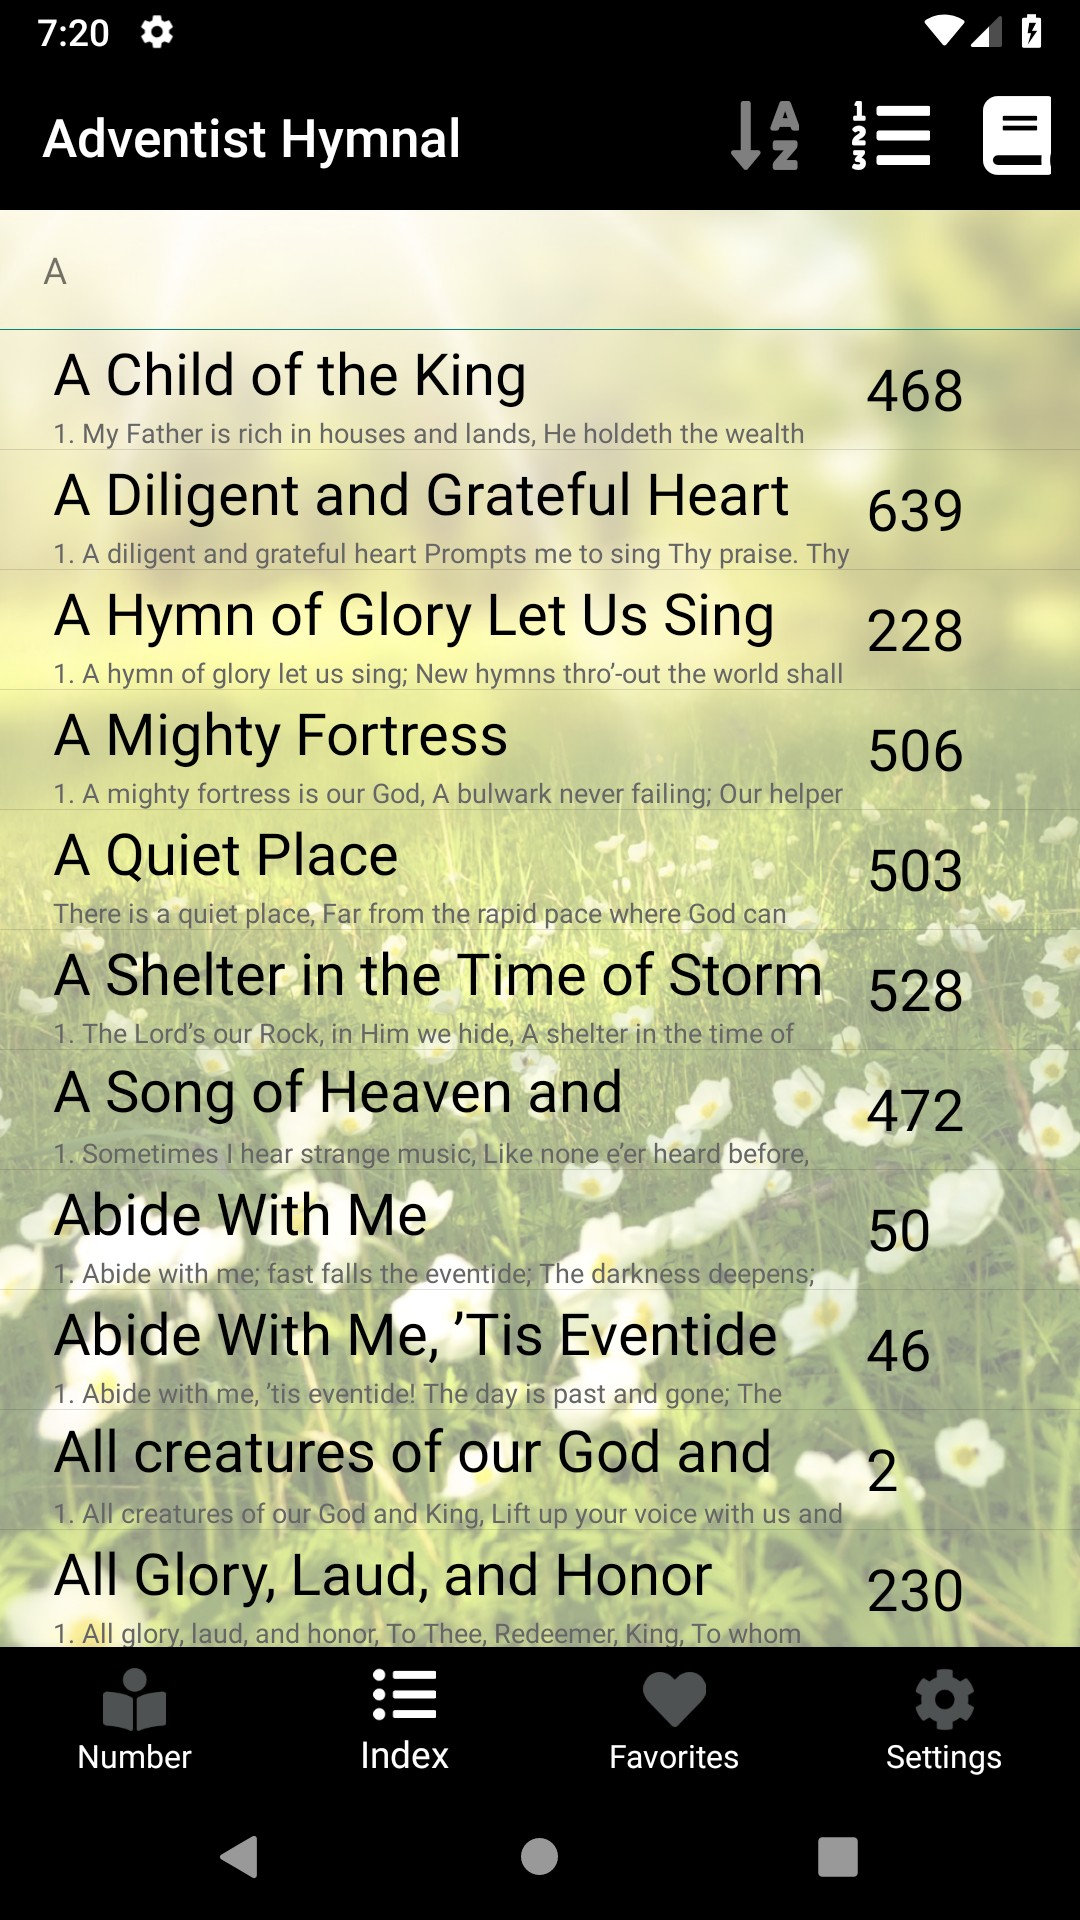 7:20
Adventist Hymnal
A
Z
1
2
3
A
A Child of the King
468
1. My Father is rich in houses and lands, He holdeth the wealth
A Diligent and Grateful Heart
639
1. A diligent and grateful heart Prompts me to sing Thy praise. Thy
A Hymn of Glory Let Us Sing
228
1. A hymn of glory let us sing; New hymns thro’-out the world shall
A Mighty Fortress
506
1. A mighty fortress is our God, A bulwark never failing; Our helper
A Quiet Place
503
There is a quiet place, Far from the rapid pace where God can
A Shelter in the Time of Storm
528
1. The Lord’s our Rock, in Him we hide, A shelter in the time of
A Song of Heaven and
472
1. Sometimes I hear strange music, Like none e’er heard before,
Abide With Me
50
1. Abide with me; fast falls the eventide; The darkness deepens;
Abide With Me, ’Tis Eventide
46
1. Abide with me, ’tis eventide! The day is past and gone; The
All creatures of our God and
2
1. All creatures of our God and King, Lift up your voice with us and
All Glory, Laud, and Honor
230
1. All glory, laud, and honor, To Thee, Redeemer, King, To whom
Number
Index
Favorites
Settings